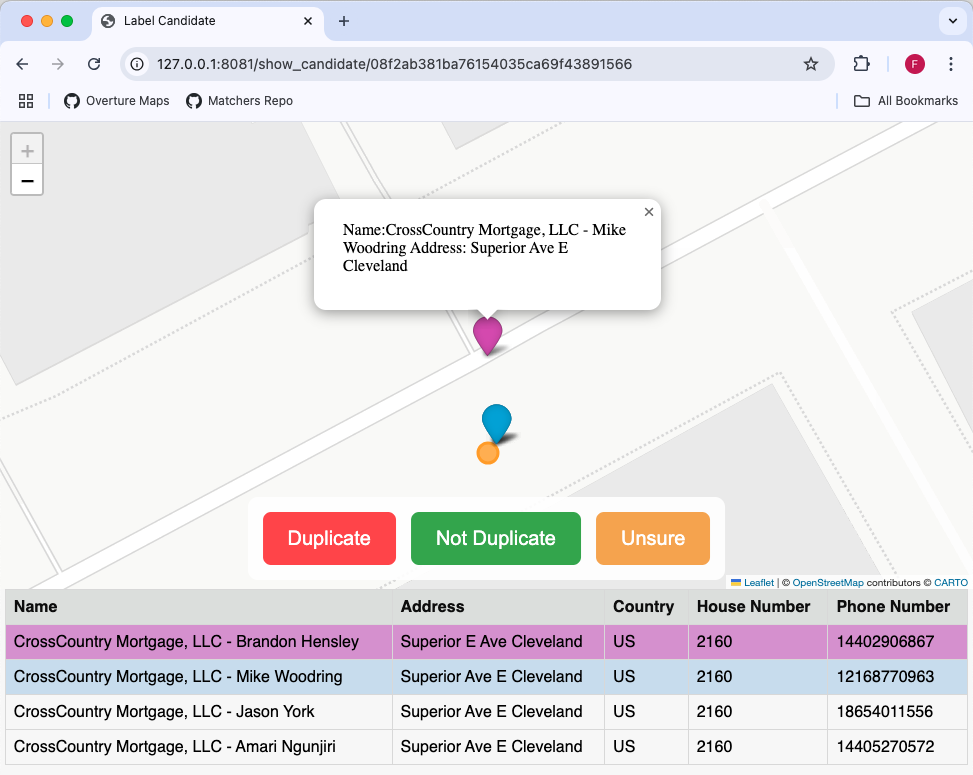 Label Candidate
127.0.0.1:8081/show_candidate/08f2ab381ba76154035ca69f43891566
F
Overture Maps Matchers Repo All Bookmarks
+
−
Name:CrossCountry Mortgage, LLC - Mike
Woodring Address: Superior Ave E
Cleveland
Duplicate Not Duplicate Unsure
Leaflet | © OpenStreetMap contributors © CARTO
Name Address Country House Number Phone Number
CrossCountry Mortgage, LLC - Brandon Hensley Superior E Ave Cleveland US 2160 14402906867
CrossCountry Mortgage, LLC - Mike Woodring Superior Ave E Cleveland US 2160 12168770963
CrossCountry Mortgage, LLC - Jason York Superior Ave E Cleveland US 2160 18654011556
CrossCountry Mortgage, LLC - Amari Ngunjiri Superior Ave E Cleveland US 2160 14405270572